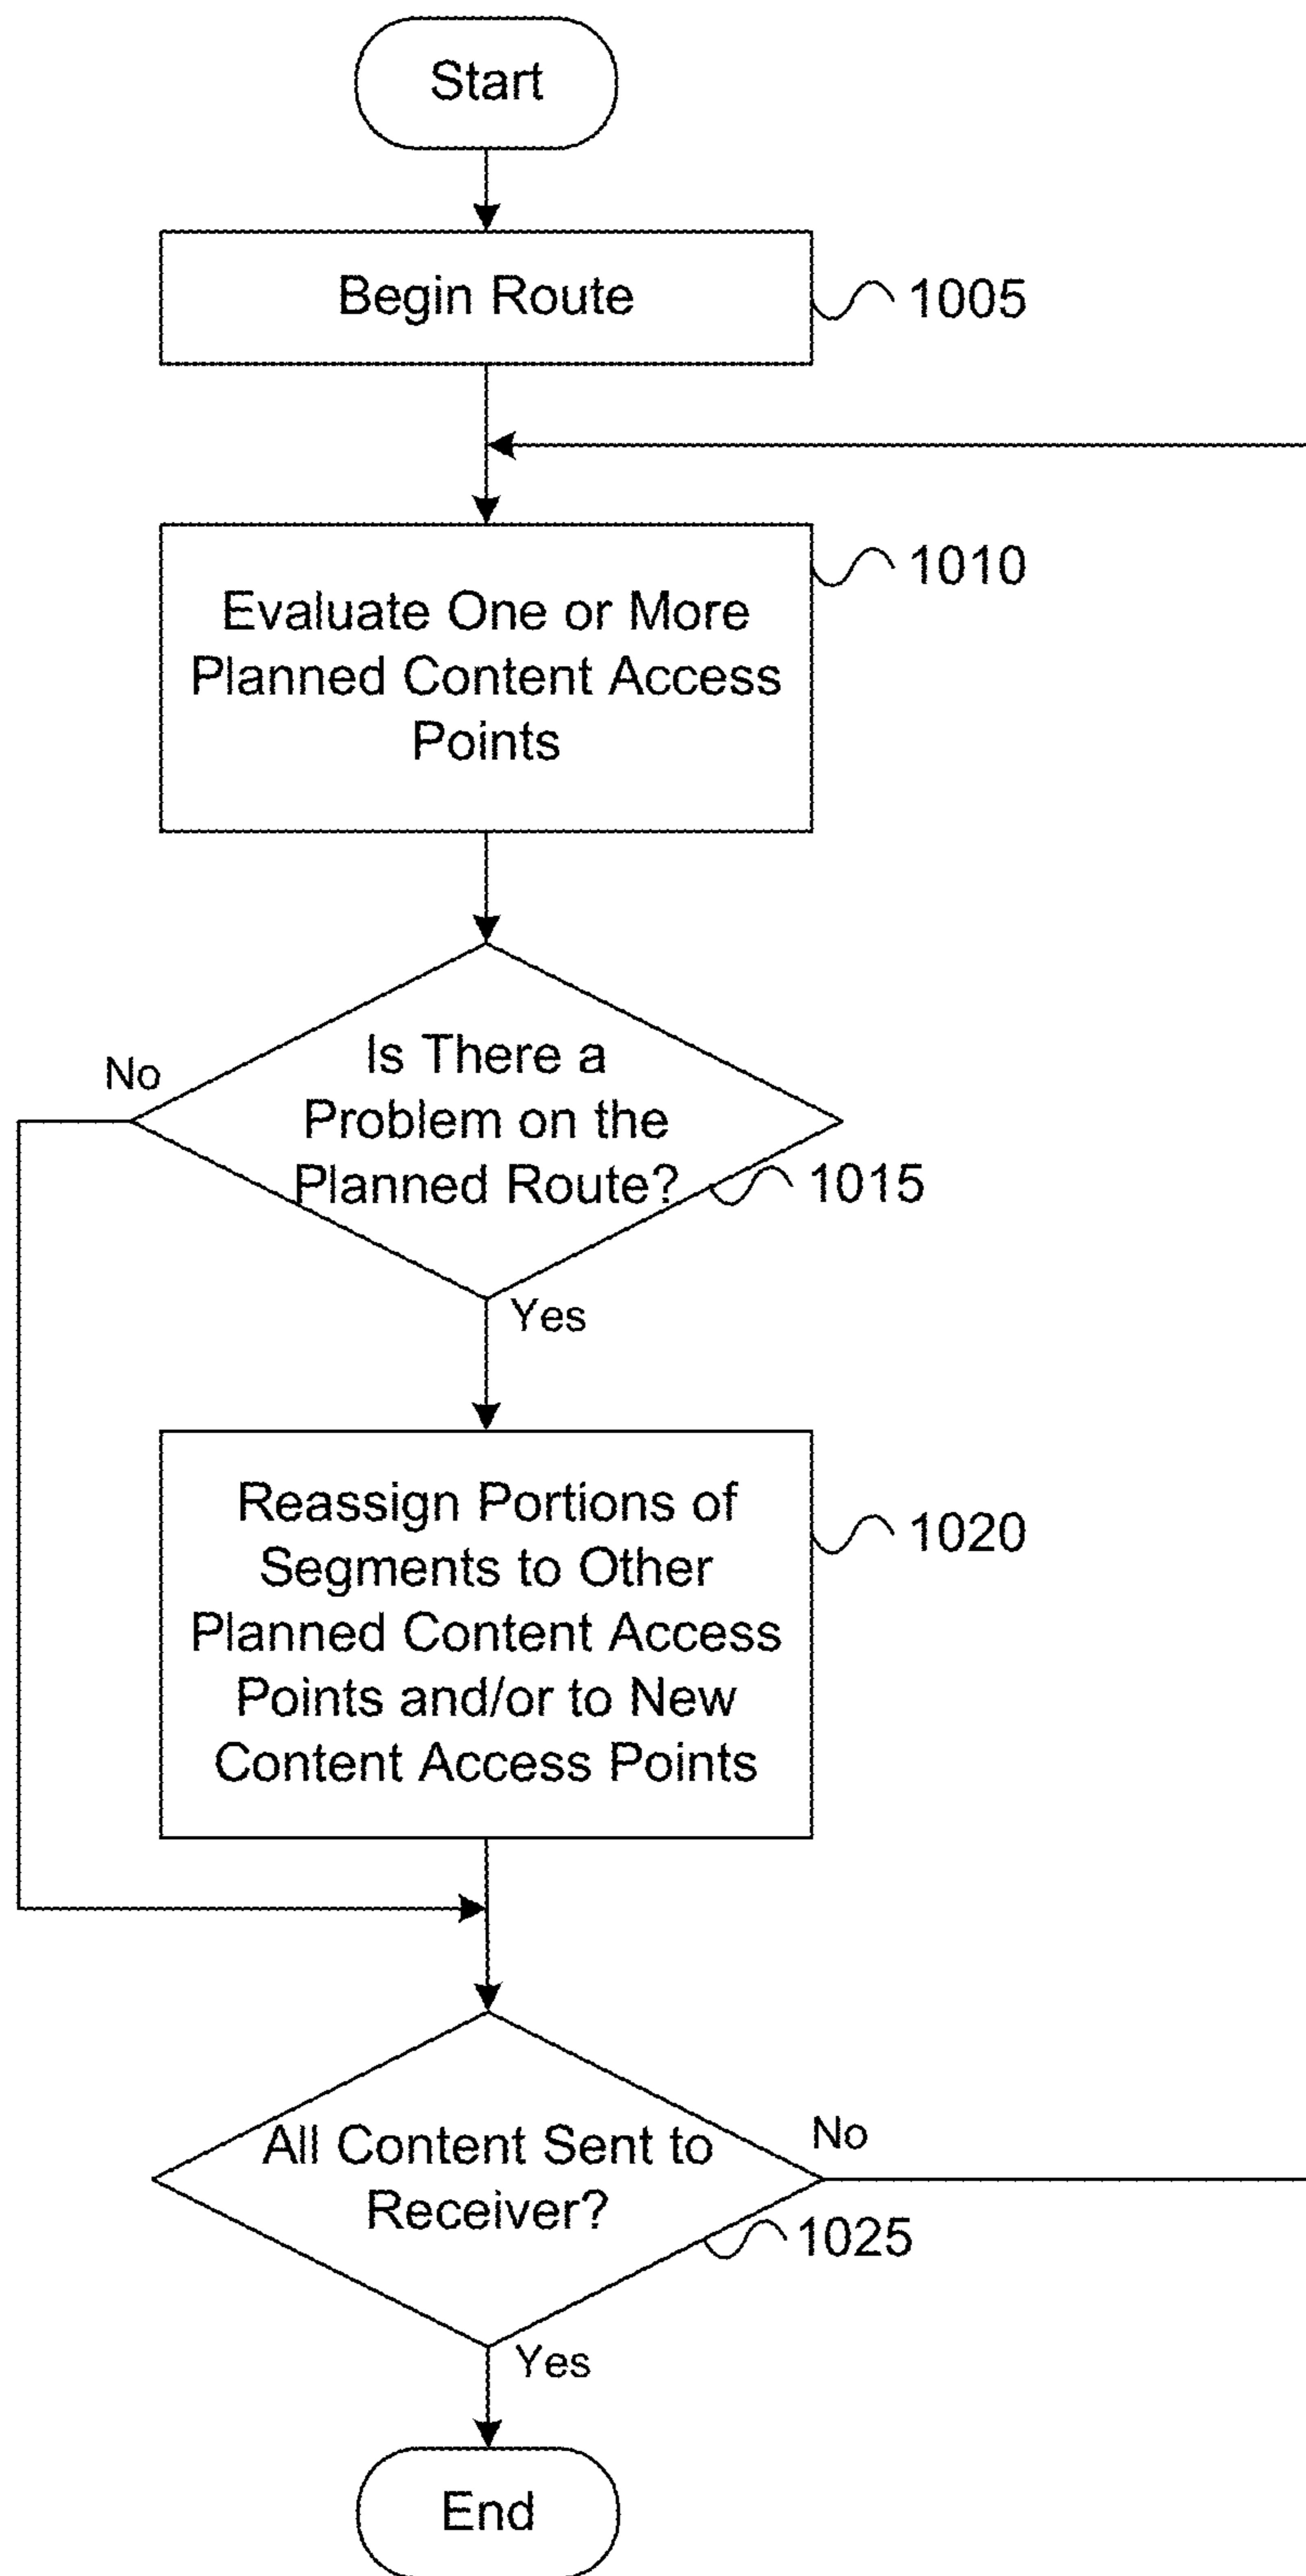 Start
Begin Route
1005
1010
Evaluate One or More
Planned Content Access
Points
No
Is There a
Problem on the
Planned Route?
1015
Yes
Reassign Portions of
Segments to Other
Planned Content Access
Points and/or to New
Content Access Points
1020
All Content Sent to
Receiver?
No
1025
Yes
End